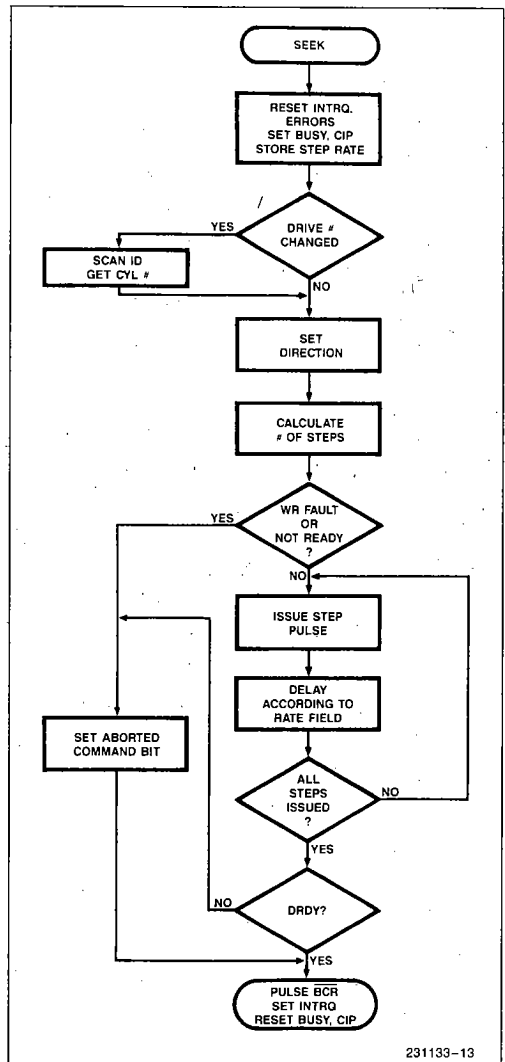 SEEK
RESET INTRQ.
ERRORS
SET BUSY, CIP
STORE STEP RATE
DRIVE #
CHANGED
YES
SCAN ID
GET CYL #
NO
SET
DIRECTION
CALCULATE
# OF STEPS
WR FAULT
OR
NOT READY
?
YES
NO
ISSUE STEP
PULSE
DELAY
ACCORDING TO
RATE FIELD
SET ABORTED
COMMAND BIT
ALL
STEPS
ISSUED
?
NO
YES
DRDY?
NO
YES
PULSE B̅C̅R̅
SET INTRQ
RESET BUSY, CIP
231133-13